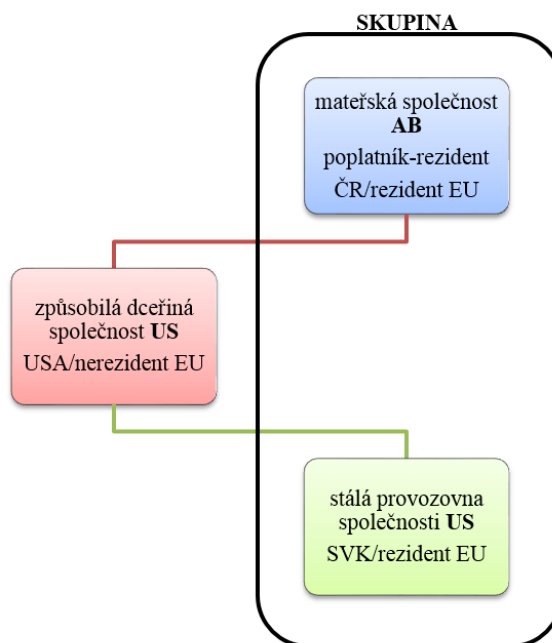 SKUPINA
mateřská společnost
AB
poplatník-rezident
ČR/rezident EU
způsobilá dceřiná
společnost US
USA/nerezident EU
stálá provozovna
společnosti US
SVK/rezident EU